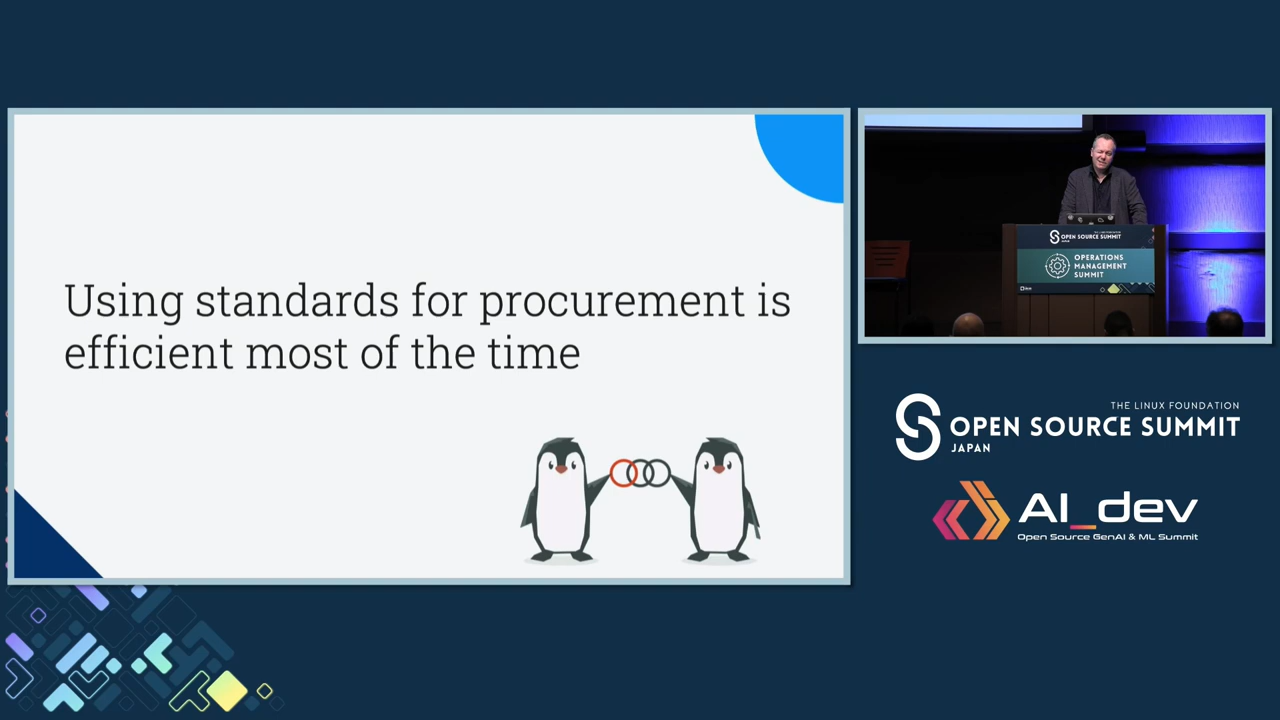 Using standards for procurement is
efficient most of the time
OPEN SOURCE SUMMIT
JAPAN
OPERATIONS
MANAGEMENT
SUMMIT
THE LINUX FOUNDATION
OPEN SOURCE SUMMIT
JAPAN
AI_dev
Open Source GenAI & ML Summit